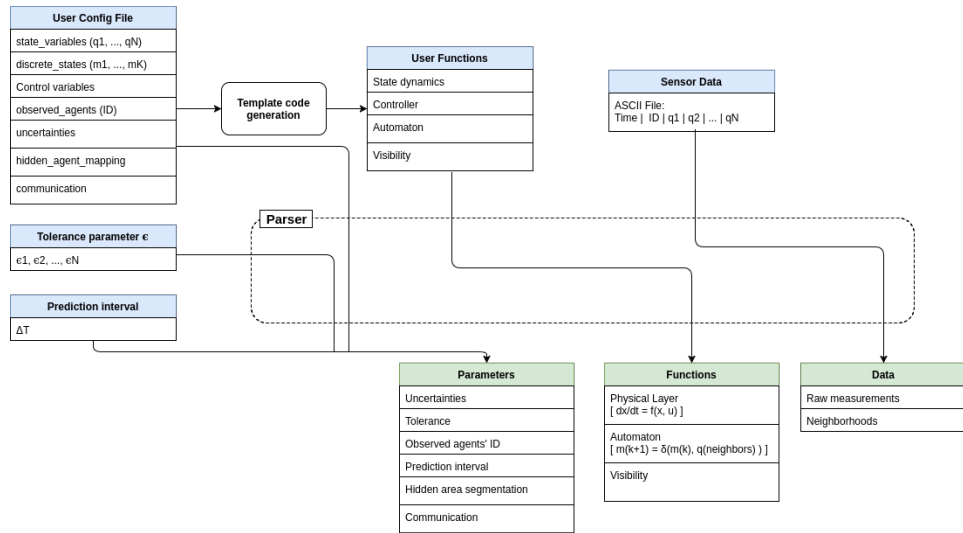 User Config File
state_variables (q1, ..., qN)
discrete_states (m1, ..., mK)
Control variables
observed_agents (ID)
uncertainties
hidden_agent_mapping
communication
Template code
generation
User Functions
State dynamics
Controller
Automaton
Visibility
Sensor Data
ASCII File:
Time | ID | q1 | q2 | ... | qN
Parser
Tolerance parameter ϵ
ϵ1, ϵ2, ..., ϵN
Prediction interval
ΔT
Parameters
Uncertainties
Tolerance
Observed agents' ID
Prediction interval
Hidden area segmentation
Communication
Functions
Physical Layer
[ dx/dt = f(x, u) ]
Automaton
[ m(k+1) = δ(m(k), q(neighbors) ) ]
Visibility
Data
Raw measurements
Neighborhoods